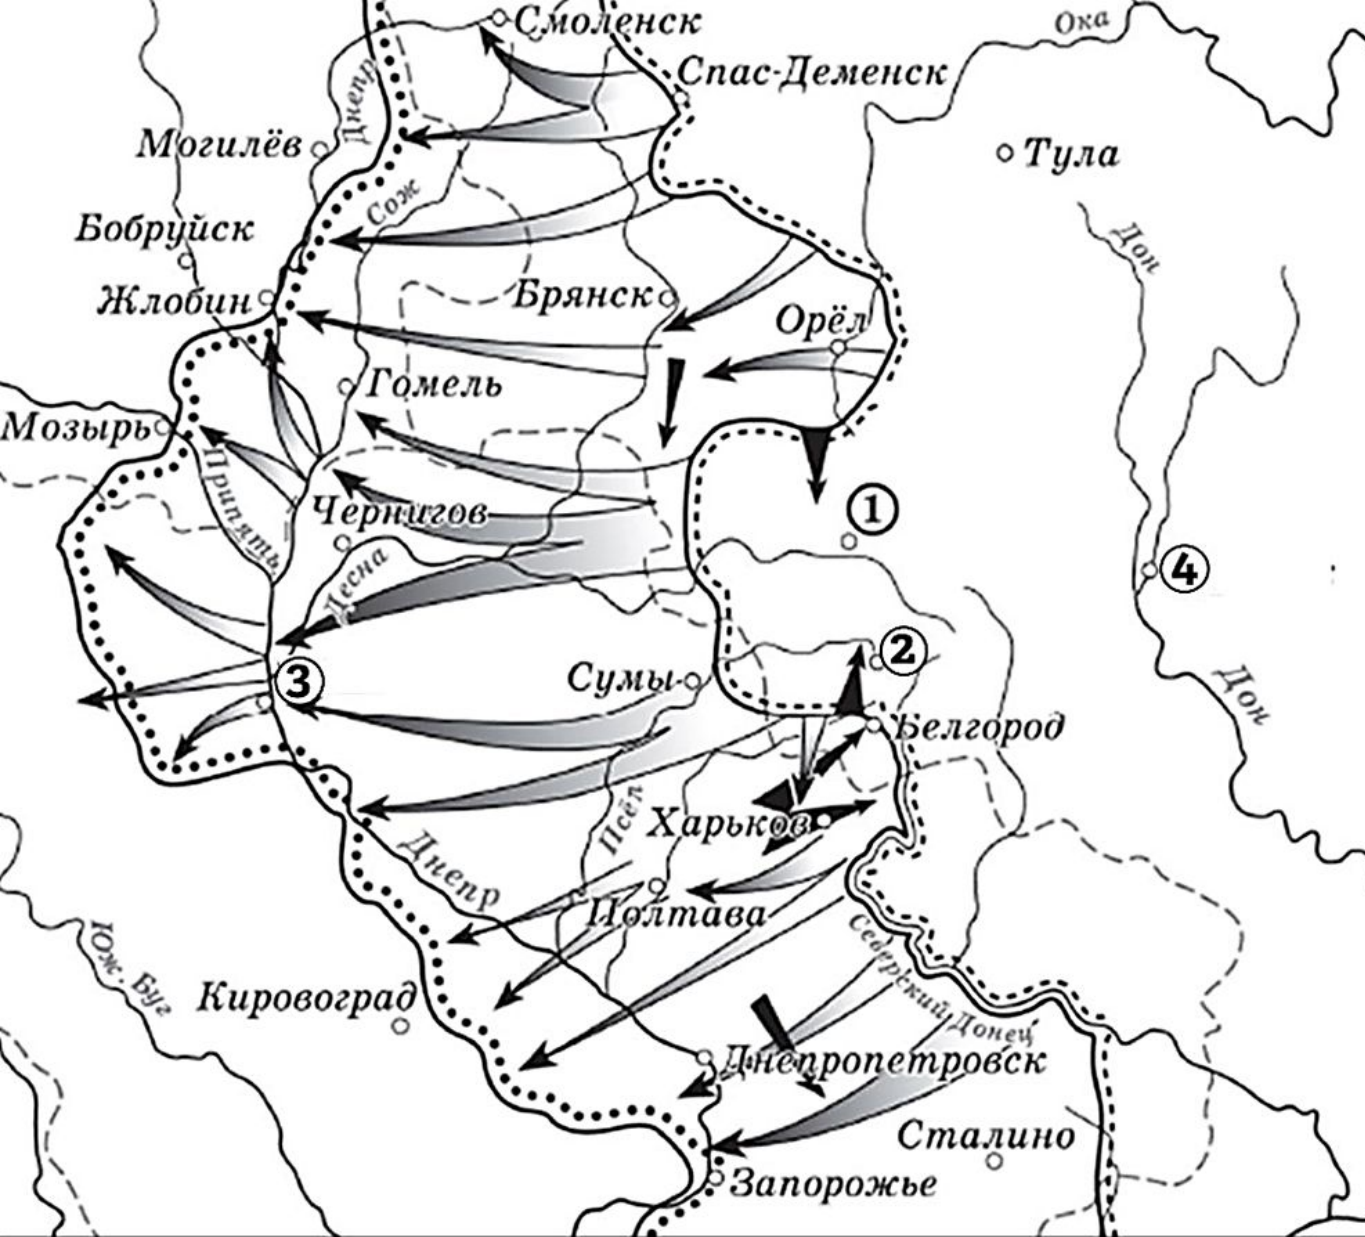 Смоленск
Ока
Спас-Деменск
Днепр
Могилёв
Тула
Сож
Бобруйск
Дон
Жлобин
Брянск
Орёл
Гомель
Мозырь
Припять
Чернигов
1
Десна
4
2
Сумы
3
Дон
Белгород
Псёл
Харьков
Днепр
Полтава
Северский Донец
Юж. Буг
Кировоград
Днепропетровск
Сталино
Запорожье